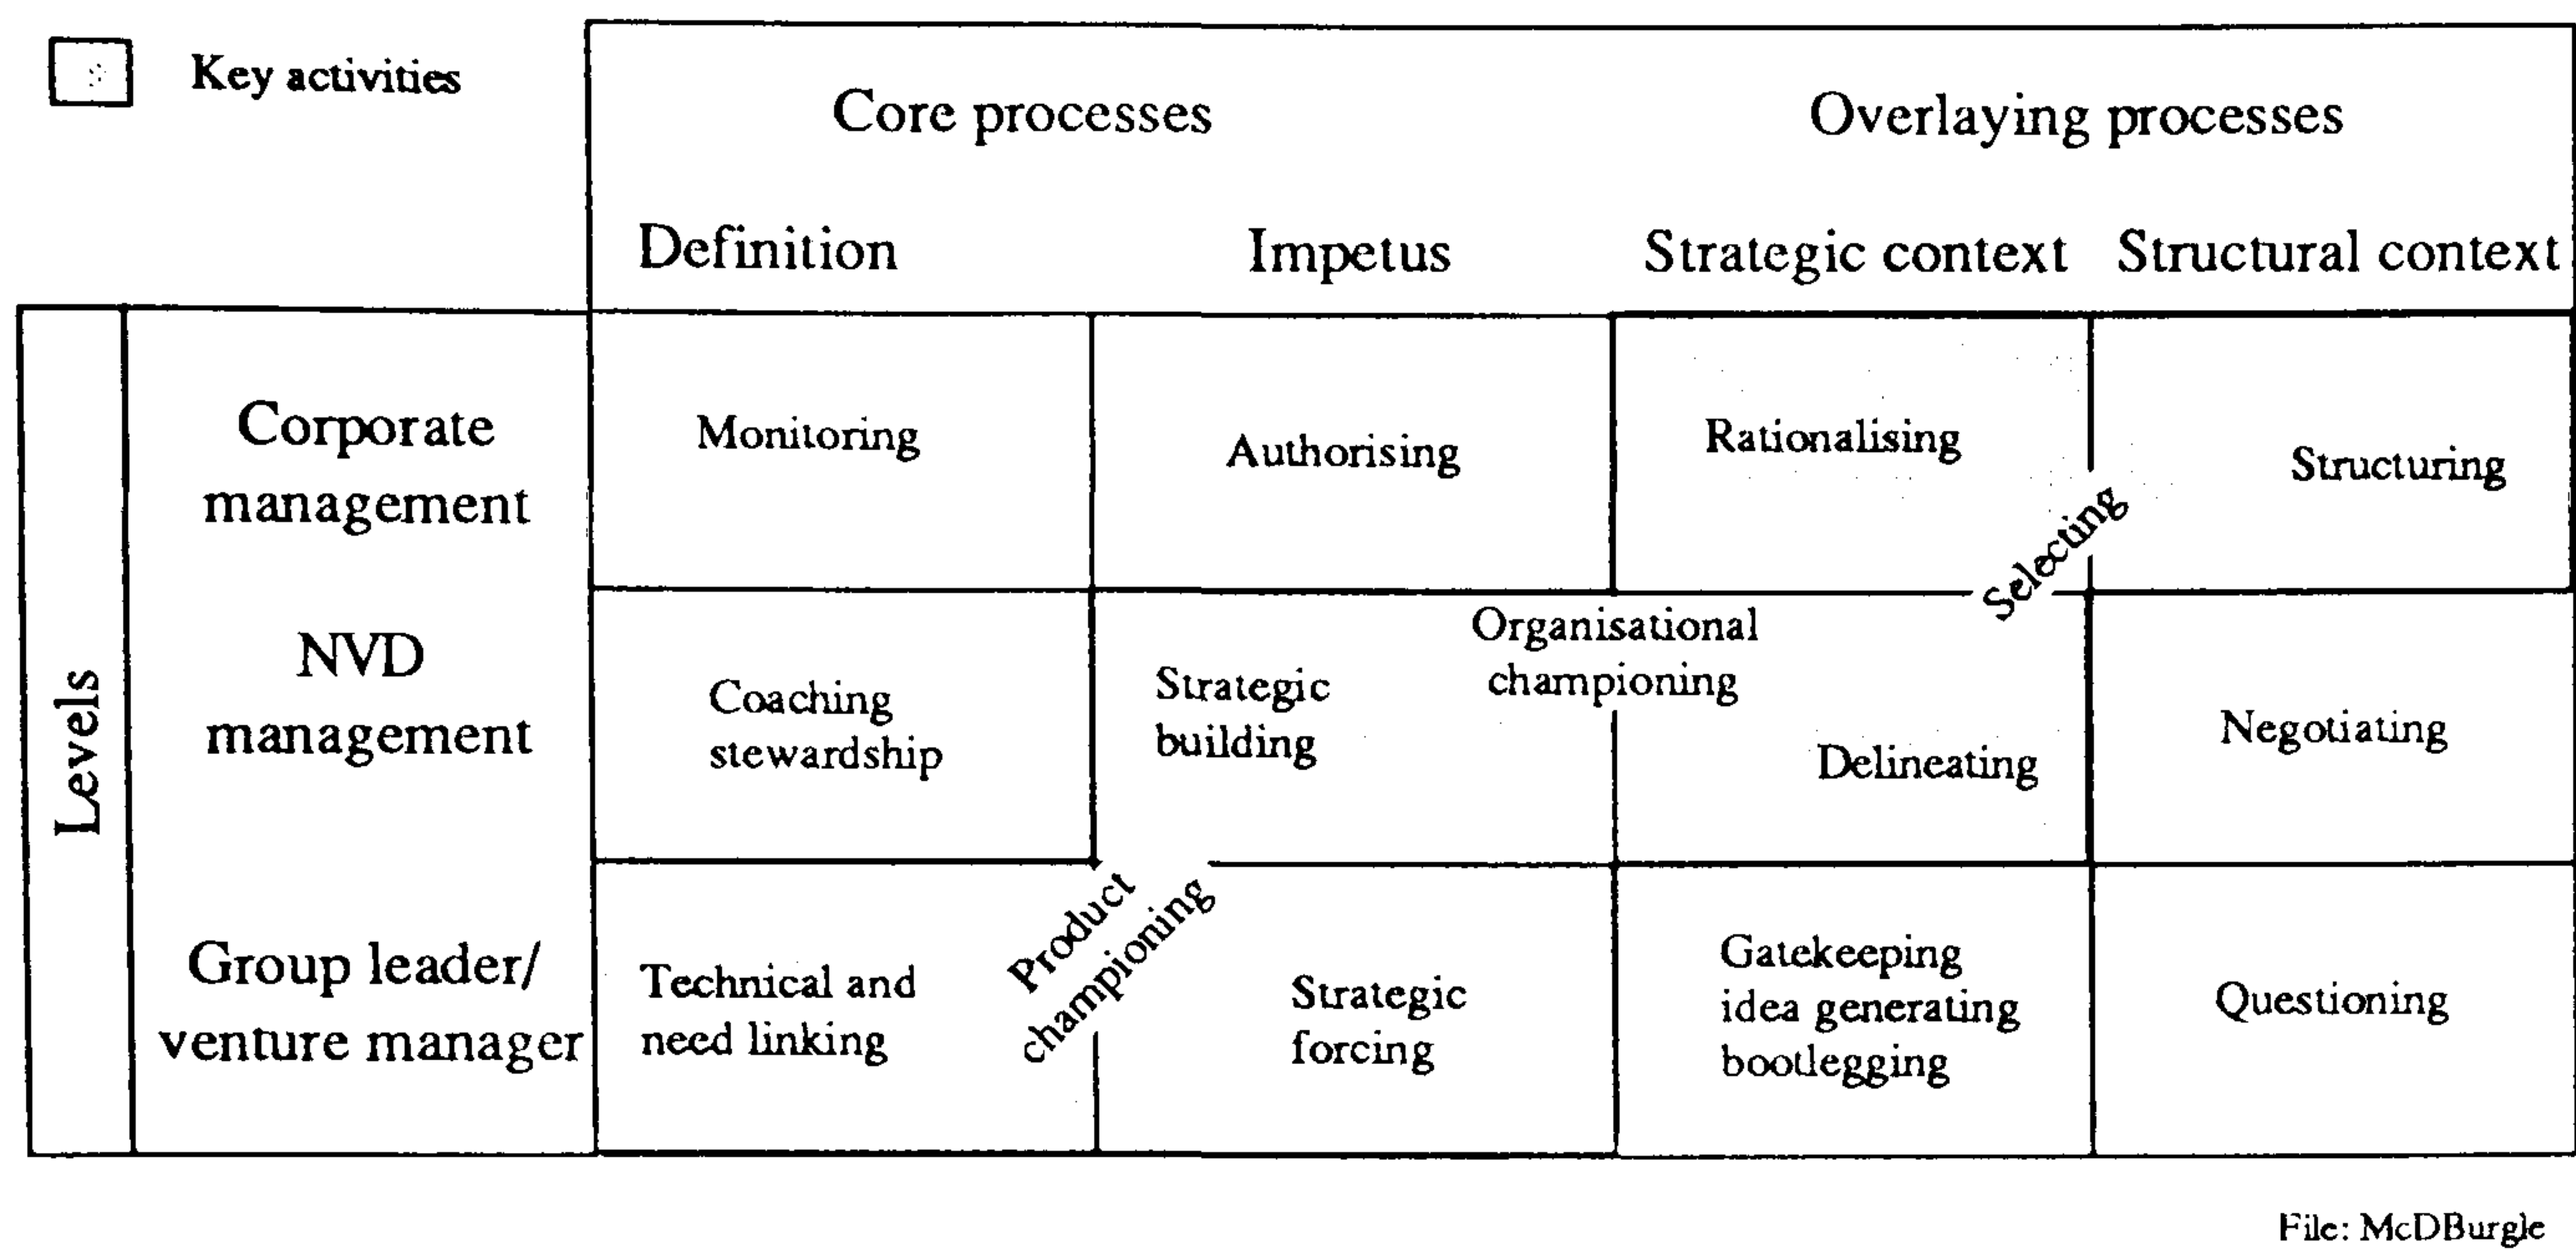 Key activities
Core processes
Overlaying processes
Definition
Impetus
Strategic context
Structural context
Levels
Corporate
management
Monitoring
Authorising
Rationalising
Selecting
Structuring
NVD
management
Coaching
stewardship
Strategic
building
Organisational
championing
Delineating
Negotiating
Group leader/
venture manager
Technical and
need linking
Product
championing
Strategic
forcing
Gatekeeping
idea generating
bootlegging
Questioning
File: McDBurgle